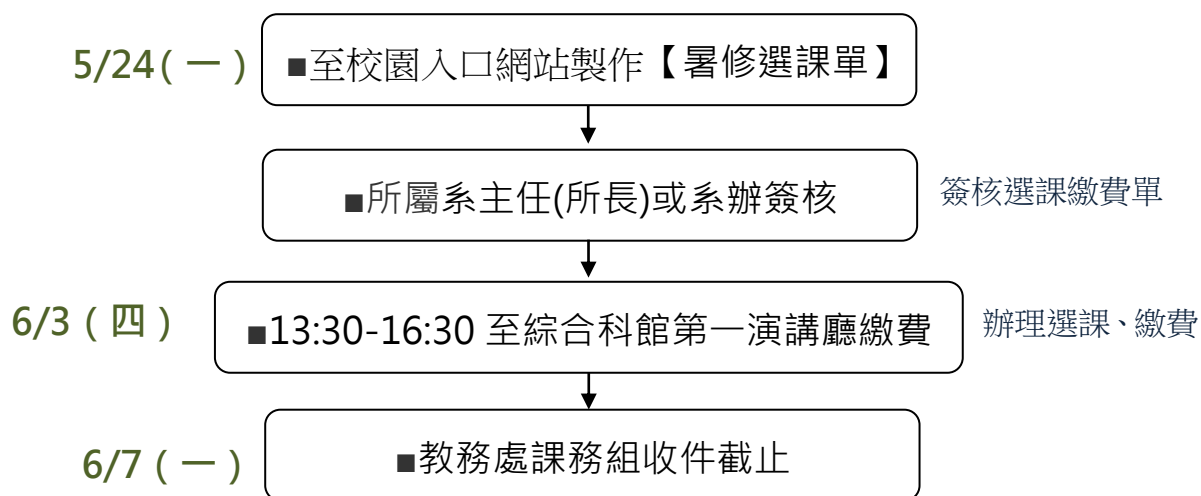 5/24(一) ■至校園入口網站製作【暑修選課單】
■所屬系主任(所長)或系辦簽核 簽核選課繳費單
6/3(四) ■13:30-16:30 至綜合科館第一演講廳繳費 辦理選課、繳費
6/7(一) ■教務處課務組收件截止